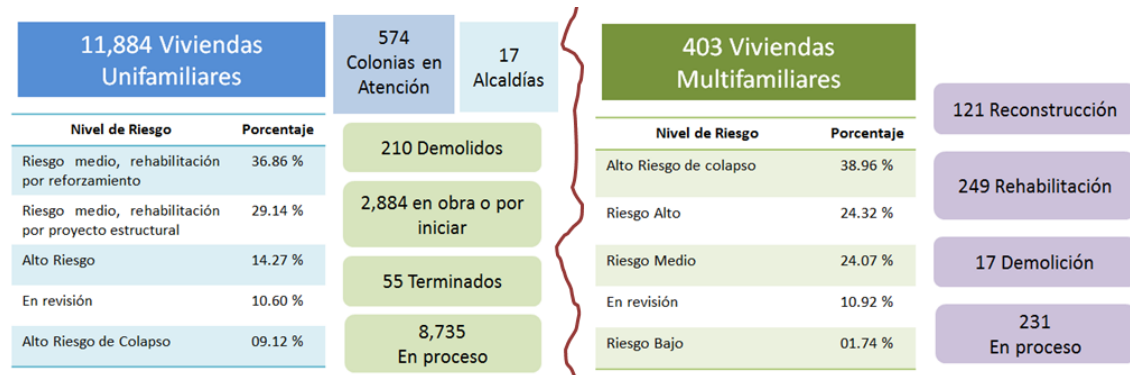 11,884 Viviendas
Unifamiliares
574
Colonias en
Atención
17
Alcaldías
Nivel de Riesgo Porcentaje
Riesgo medio, rehabilitación 36.86 %
por reforzamiento
Riesgo medio, rehabilitación 29.14 %
por proyecto estructural
Alto Riesgo 14.27 %
En revisión 10.60 %
Alto Riesgo de Colapso 09.12 %
210 Demolidos
2,884 en obra o por
iniciar
55 Terminados
8,735
En proceso
403 Viviendas
Multifamiliares
Nivel de Riesgo Porcentaje
Alto Riesgo de colapso 38.96 %
Riesgo Alto 24.32 %
Riesgo Medio 24.07 %
En revisión 10.92 %
Riesgo Bajo 01.74 %
121 Reconstrucción
249 Rehabilitación
17 Demolición
231
En proceso